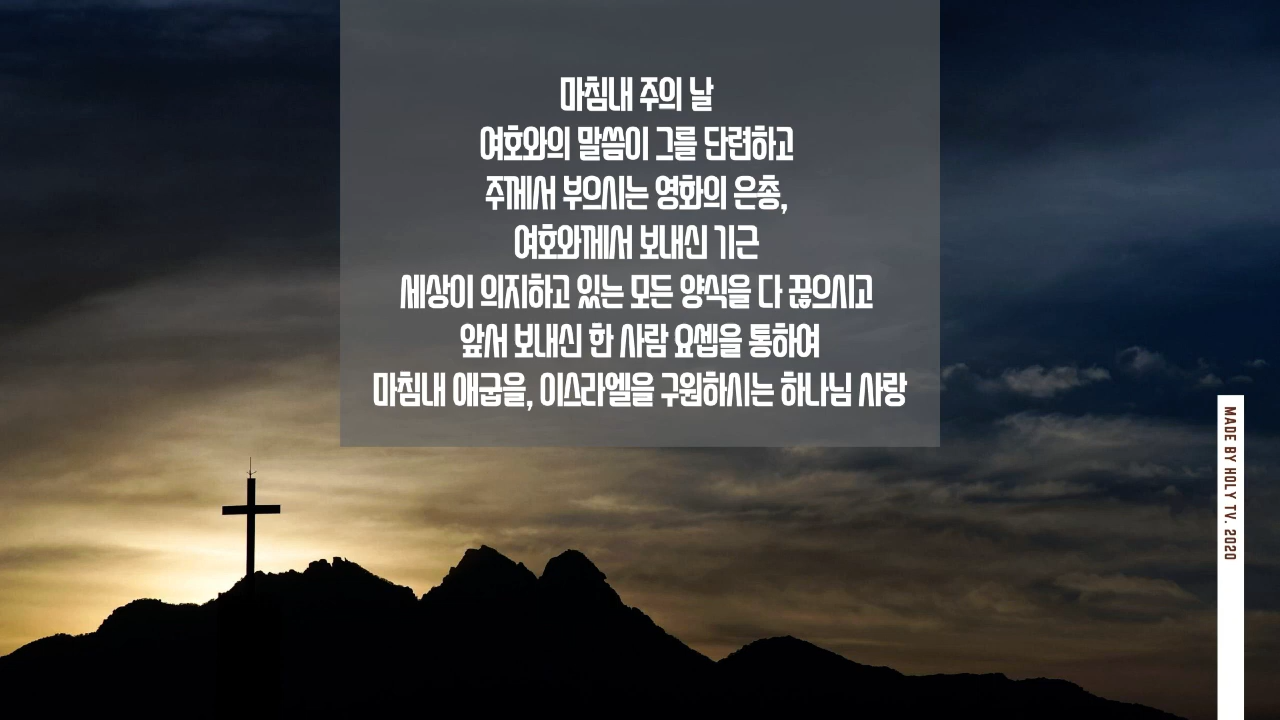 마침내 주의 날
여호와의 말씀이 그를 단련하고
주께서 부으시는 영화의 은총,
여호와께서 보내신 기근
세상이 의지하고 있는 모든 양식을 다 끊으시고
앞서 보내신 한 사람 요셉을 통하여
마침내 애굽을, 이스라엘을 구원하시는 하나님 사랑
MADE BY HOLY TV. 2020